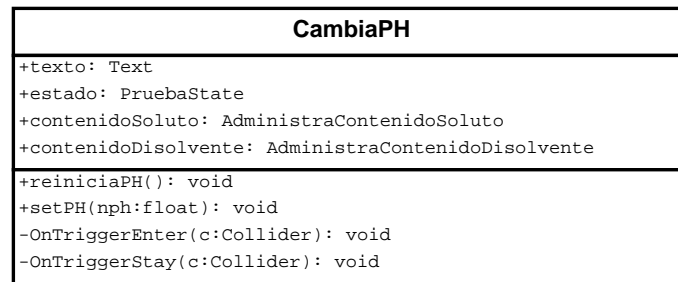 CambiaPH
+texto: Text
+estado: PruebaState
+contenidoSoluto: AdministraContenidoSoluto
+contenidoDisolvente: AdministraContenidoDisolvente
+reiniciaPH(): void
+setPH(nph:float): void
-OnTriggerEnter(c:Collider): void
-OnTriggerStay(c:Collider): void